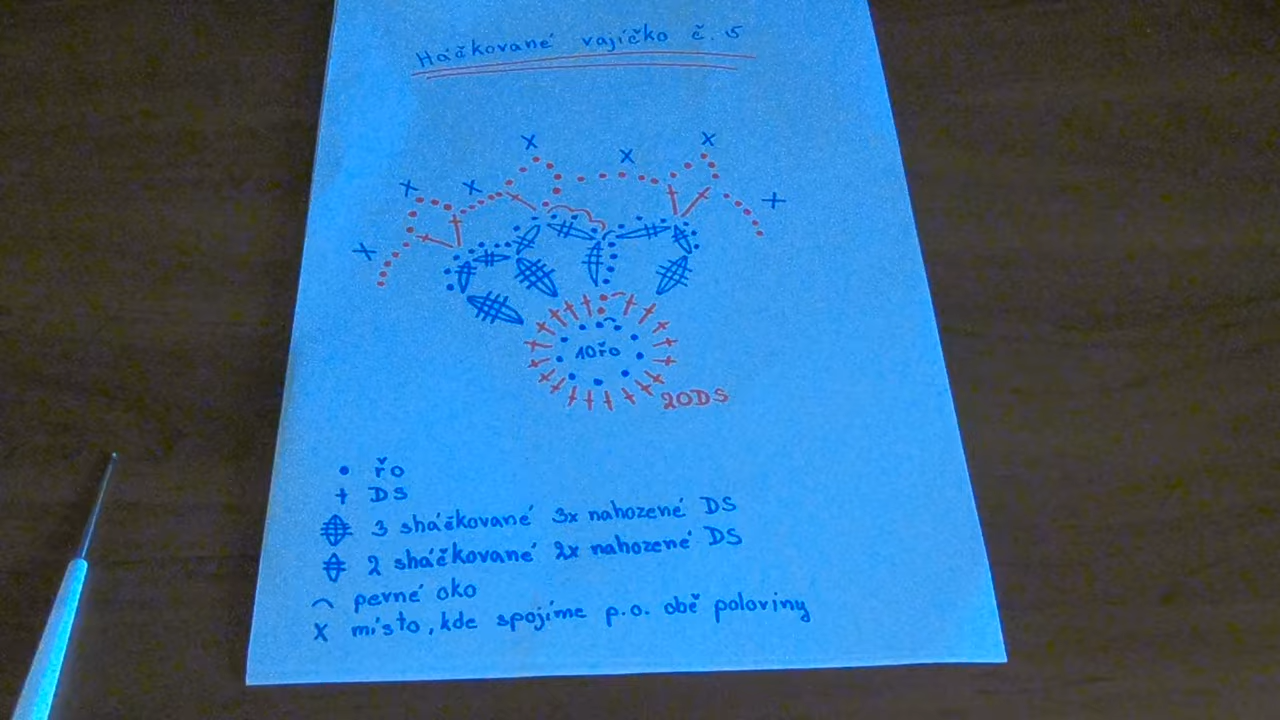 Háčkované vajíčko č. 5
10řo
20DS
řo
DS
3 sháčkované 3x nahozené DS
2 sháčkované 2x nahozené DS
pevné oko
x místo, kde spojíme p.o. obě poloviny